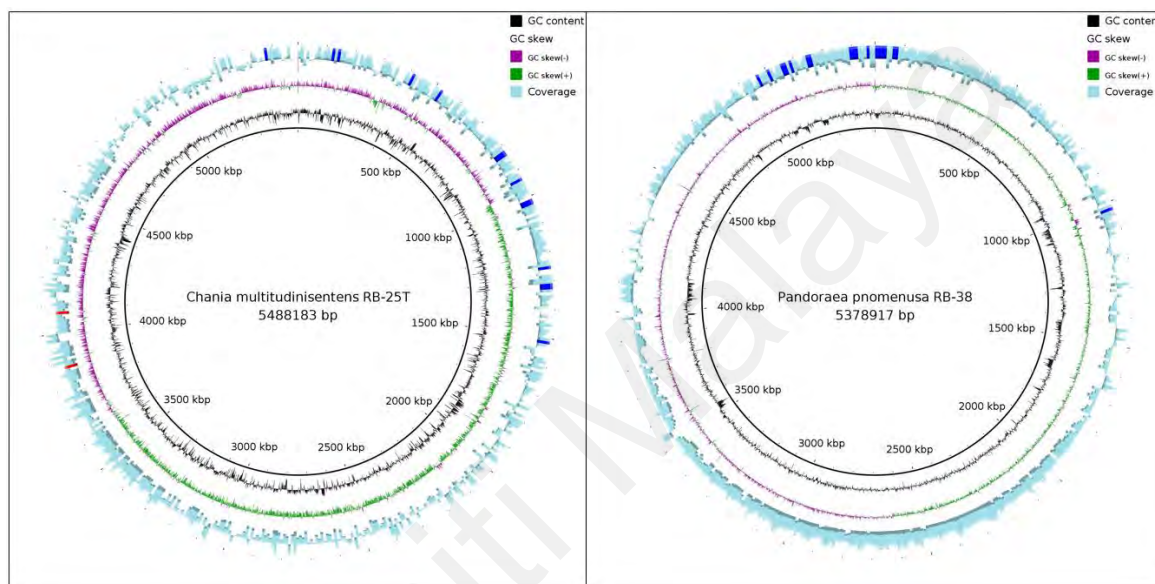 GC content
GC skew
GC skew(-)
GC skew(+)
Coverage
5000 kbp
500 kbp
4500 kbp
1000 kbp
Chania multitudinisentens RB-25T
5488183 bp
4000 kbp
1500 kbp
3500 kbp
2000 kbp
3000 kbp
2500 kbp
GC content
GC skew
GC skew(-)
GC skew(+)
Coverage
5000 kbp
500 kbp
4500 kbp
1000 kbp
Pandoraea pnomenusa RB-38
5378917 bp
4000 kbp
1500 kbp
3500 kbp
2000 kbp
3000 kbp
2500 kbp
iti Malaya